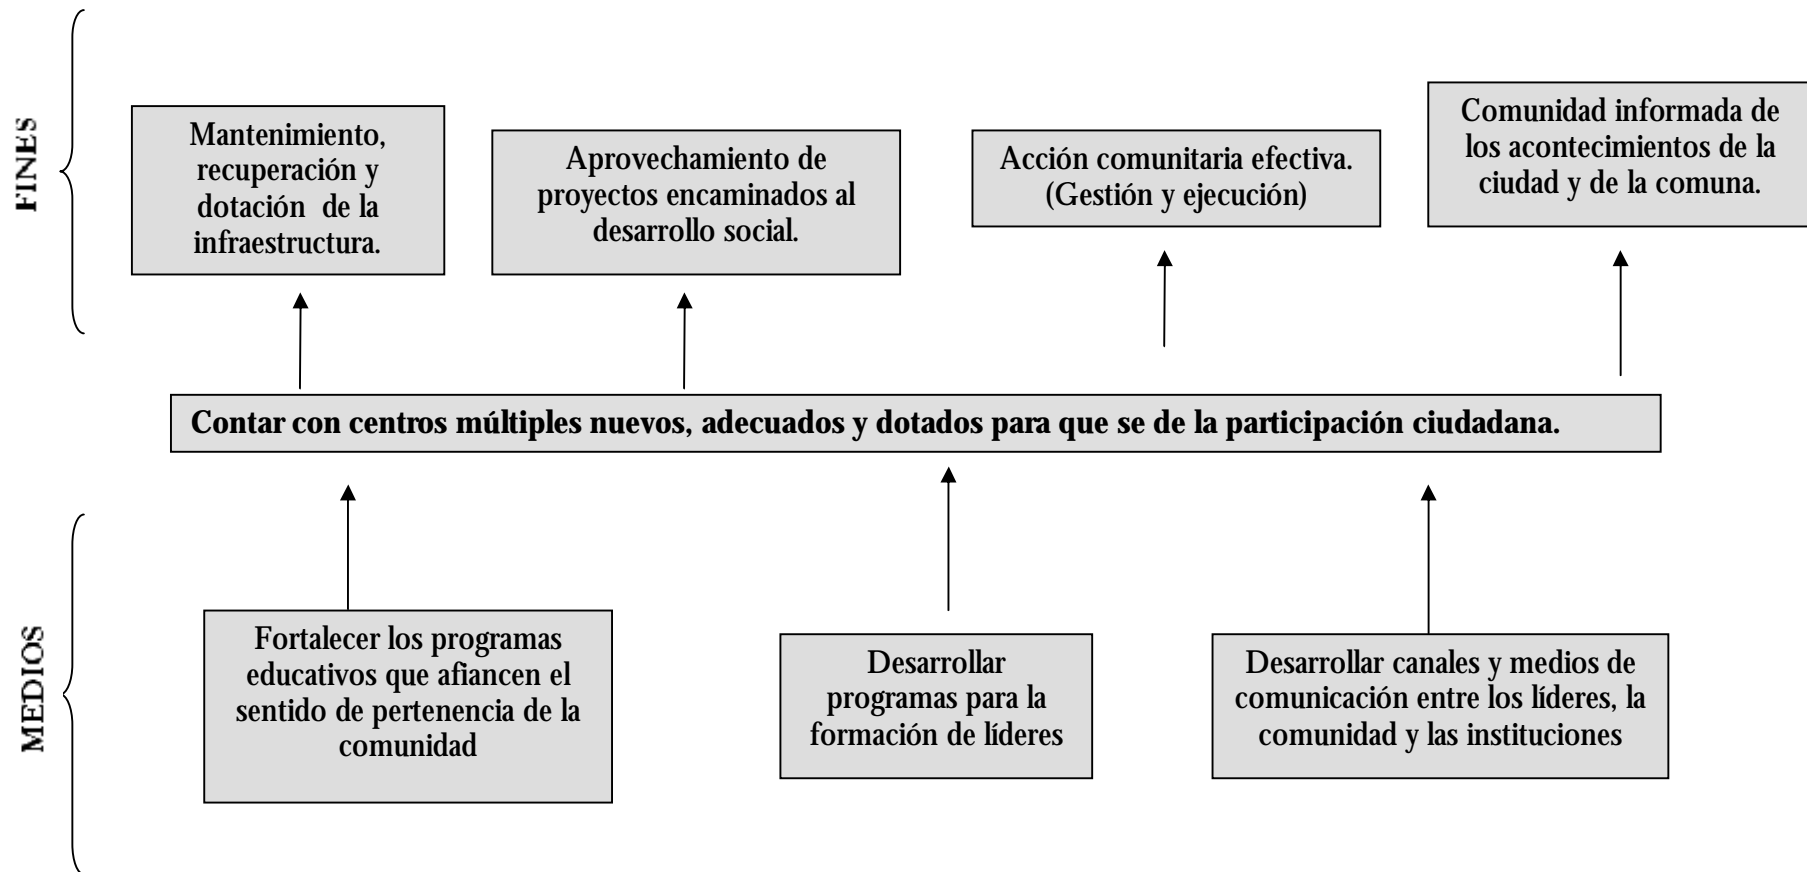 FINES
Mantenimiento,
recuperación y
dotación  de la
infraestructura.
Aprovechamiento de
proyectos encaminados al
desarrollo social.
Acción comunitaria efectiva.
(Gestión y ejecución)
Comunidad informada de
los acontecimientos de la
ciudad y de la comuna.
Contar con centros múltiples nuevos, adecuados y dotados para que se de la participación ciudadana.
MEDIOS
Fortalecer los programas
educativos que afiancen el
sentido de pertenencia de la
comunidad
Desarrollar
programas para la
formación de líderes
Desarrollar canales y medios de
comunicación entre los líderes, la
comunidad y las instituciones